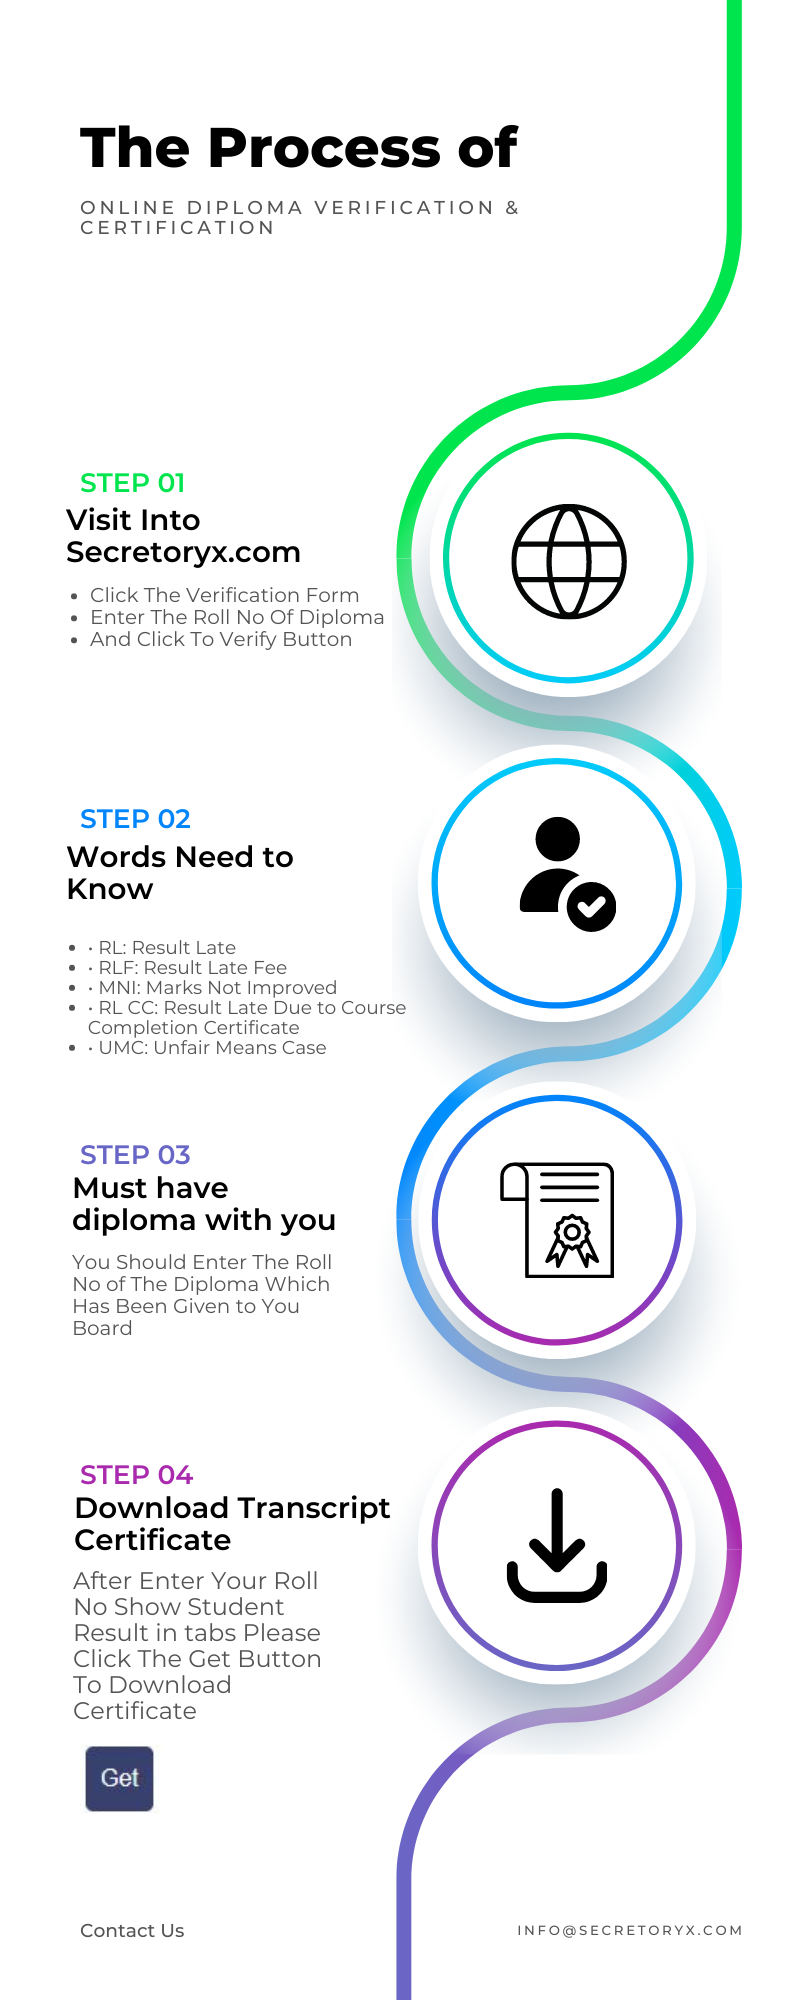 The Process of
ONLINE DIPLOMA VERIFICATION &
CERTIFICATION
STEP 01
Visit Into
Secretoryx.com
• Click The Verification Form
• Enter The Roll No Of Diploma
• And Click To Verify Button
STEP 02
Words Need to
Know
• · RL: Result Late
• · RLF: Result Late Fee
• · MNI: Marks Not Improved
• · RL CC: Result Late Due to Course
Completion Certificate
• · UMC: Unfair Means Case
STEP 03
Must have
diploma with you
You Should Enter The Roll
No of The Diploma Which
Has Been Given to You
Board
STEP 04
Download Transcript
Certificate
After Enter Your Roll
No Show Student
Result in tabs Please
Click The Get Button
To Download
Certificate
Get
Contact Us
INFO@SECRETORYX.COM